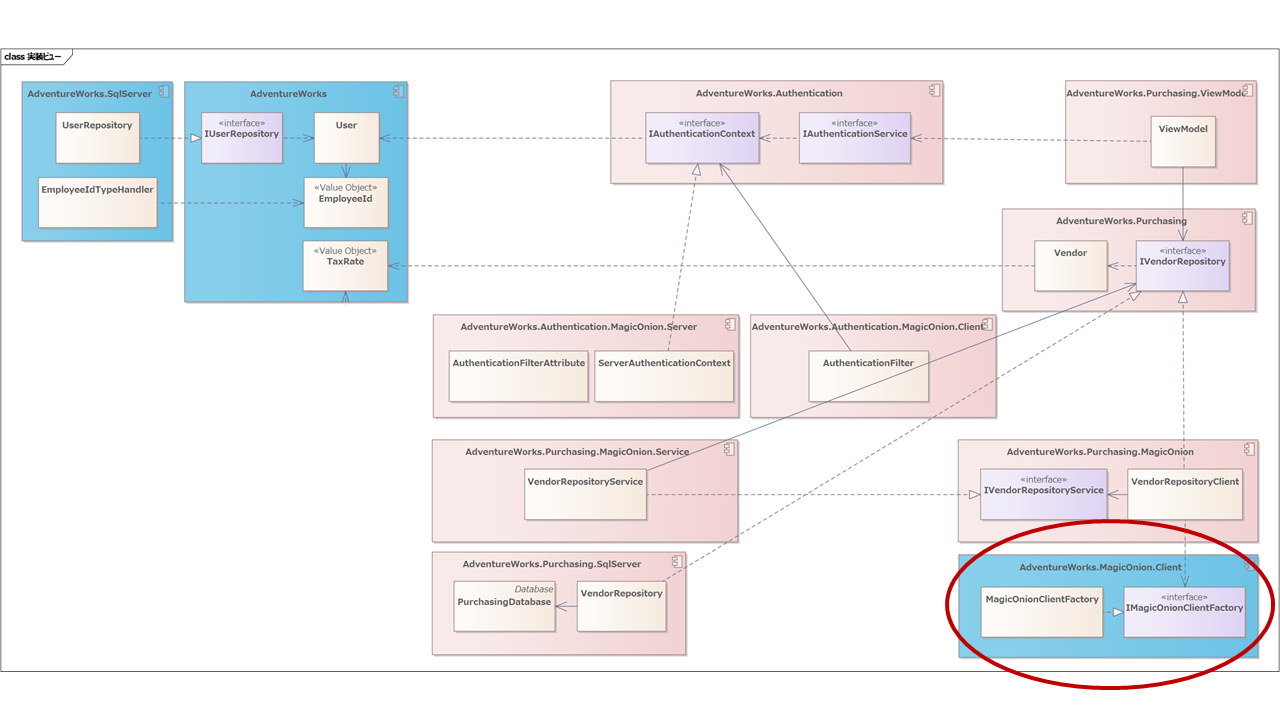 class 実装ビュー
AdventureWorks.SqlServer
UserRepository
EmployeeIdTypeHandler
AdventureWorks
«interface»
IUserRepository
User
«Value Object»
EmployeeId
«Value Object»
TaxRate
AdventureWorks.Authentication
«interface»
IAuthenticationContext
«interface»
IAuthenticationService
AdventureWorks.Purchasing.ViewMode
ViewModel
AdventureWorks.Purchasing
Vendor
«interface»
IVendorRepository
AdventureWorks.Authentication.MagicOnion.Server
AuthenticationFilterAttribute
ServerAuthenticationContext
AdventureWorks.Authentication.MagicOnion.Client
AuthenticationFilter
AdventureWorks.Purchasing.MagicOnion.Service
VendorRepositoryService
AdventureWorks.Purchasing.MagicOnion
«interface»
IVendorRepositoryService
VendorRepositoryClient
AdventureWorks.Purchasing.SqlServer
Database
PurchasingDatabase
VendorRepository
AdventureWorks.MagicOnion.Client
MagicOnionClientFactory
«interface»
IMagicOnionClientFactory